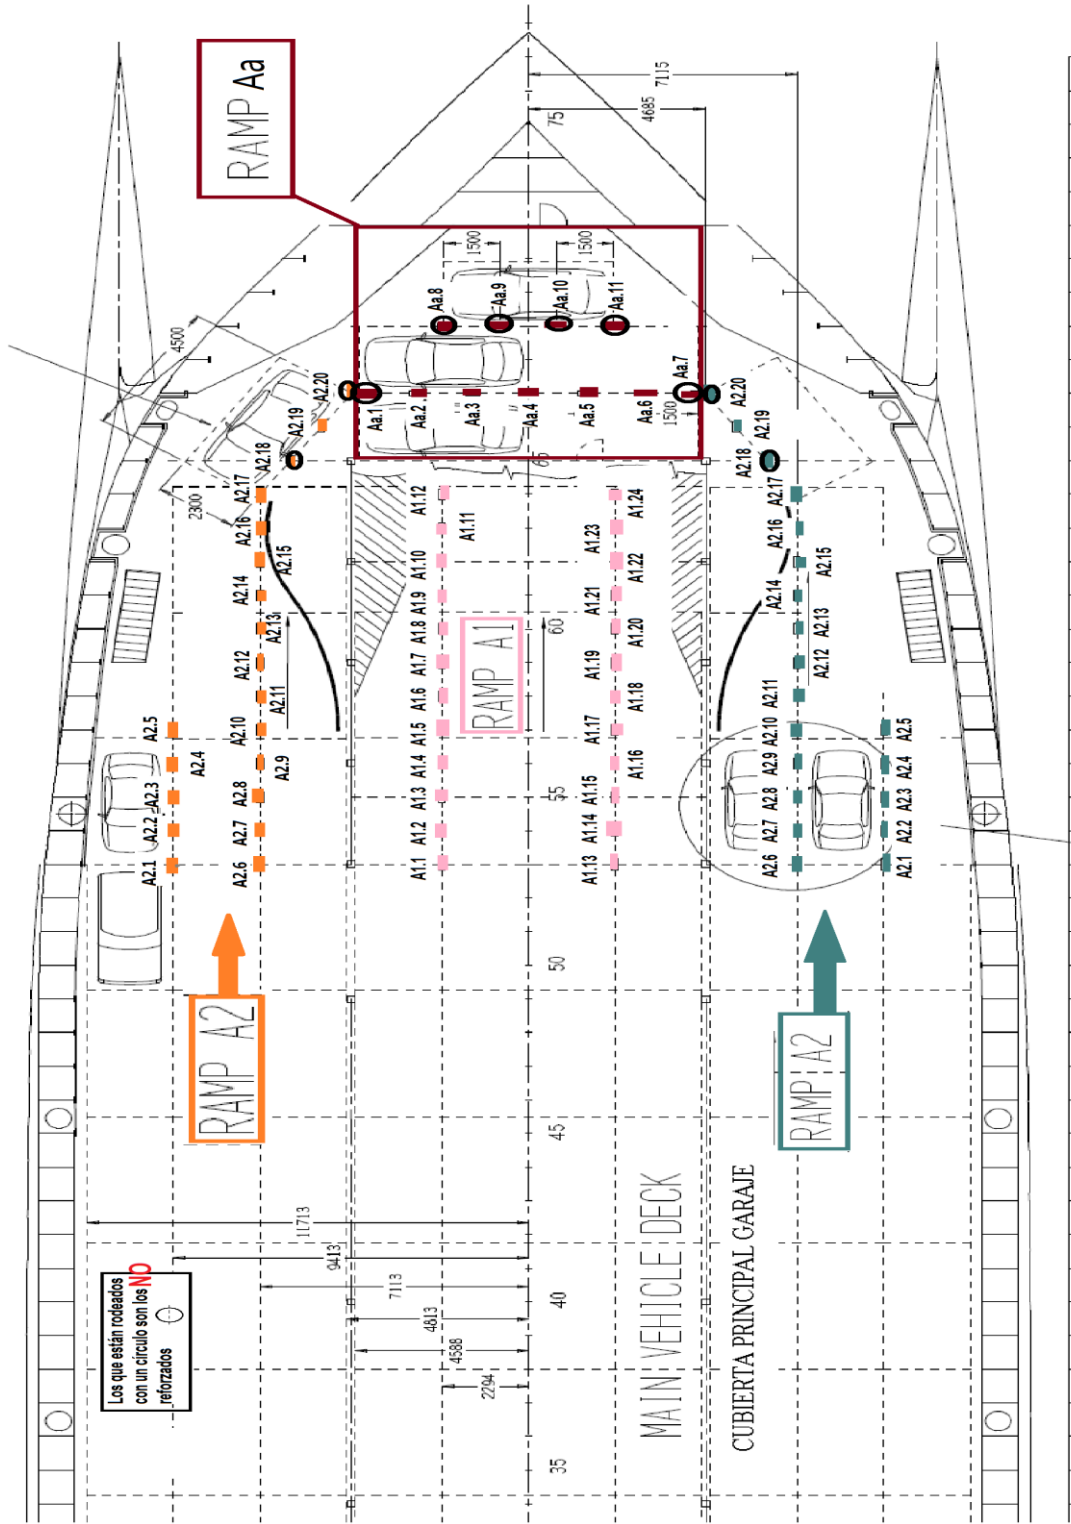 RAMP Aa
7115
4685
75
1500
1500
Aa.8
Aa.9
Aa.10
Aa.11
4500
A2.20
A2.19
A2.18
Aa.1
Aa.2
Aa.3
Aa.4
Aa.5
Aa.6
Aa.7
1500
A2.20
A2.19
A2.18
65
2300
A2.17
A2.16
A2.15
A2.14
A2.13
A2.12
A2.11
A2.10
A2.9
A2.8
A2.7
A2.6
A2.5
A2.4
A2.3
A2.2
A2.1
A1.12
A1.11
A1.10
A1.9
A1.8
A1.7
A1.6
A1.5
A1.4
A1.3
A1.2
A1.1
RAMP A1
60
55
50
45
40
35
A1.24
A1.23
A1.22
A1.21
A1.20
A1.19
A1.18
A1.17
A1.16
A1.15
A1.14
A1.13
A2.17
A2.16
A2.15
A2.14
A2.13
A2.12
A2.11
A2.10
A2.9
A2.8
A2.7
A2.6
A2.5
A2.4
A2.3
A2.2
A2.1
RAMP A2
RAMP A2
11713
9413
7113
4813
4588
2294
MAIN VEHICLE DECK
CUBIERTA PRINCIPAL GARAJE
Los que están rodeados
con un círculo son los NO
reforzados